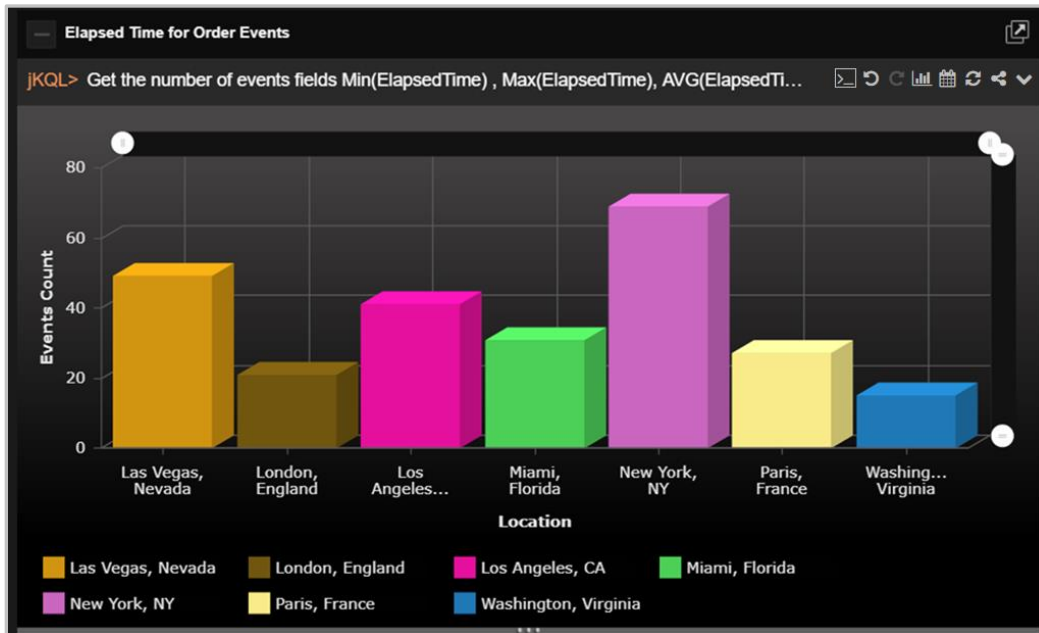 Elapsed Time for Order Events
jKQL> Get the number of events fields Min(ElapsedTime) , Max(ElapsedTime), AVG(ElapsedTi...
80
60
40
20
0
Events Count
Las Vegas, Nevada
London, England
Los Angeles...
Miami, Florida
New York, NY
Paris, France
Washing... Virginia
Location
Las Vegas, Nevada
London, England
Los Angeles, CA
Miami, Florida
New York, NY
Paris, France
Washington, Virginia